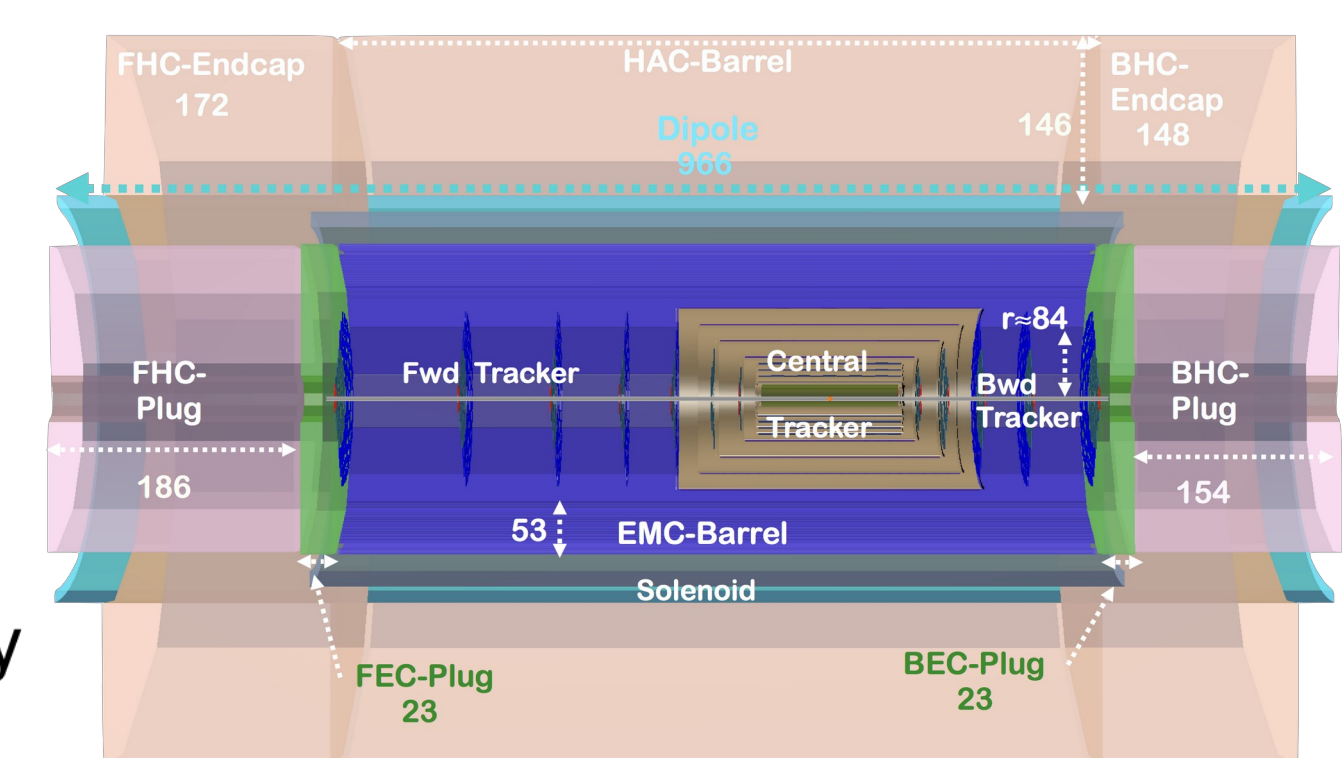 FHC-Endcap
172
HAC-Barrel
BHC-
Endcap
148
146
Dipole
966
r≈84
FHC-
Plug
Fwd Tracker
Central
Tracker
Bwd
Tracker
BHC-
Plug
186
154
53
EMC-Barrel
Solenoid
y
FEC-Plug
23
BEC-Plug
23